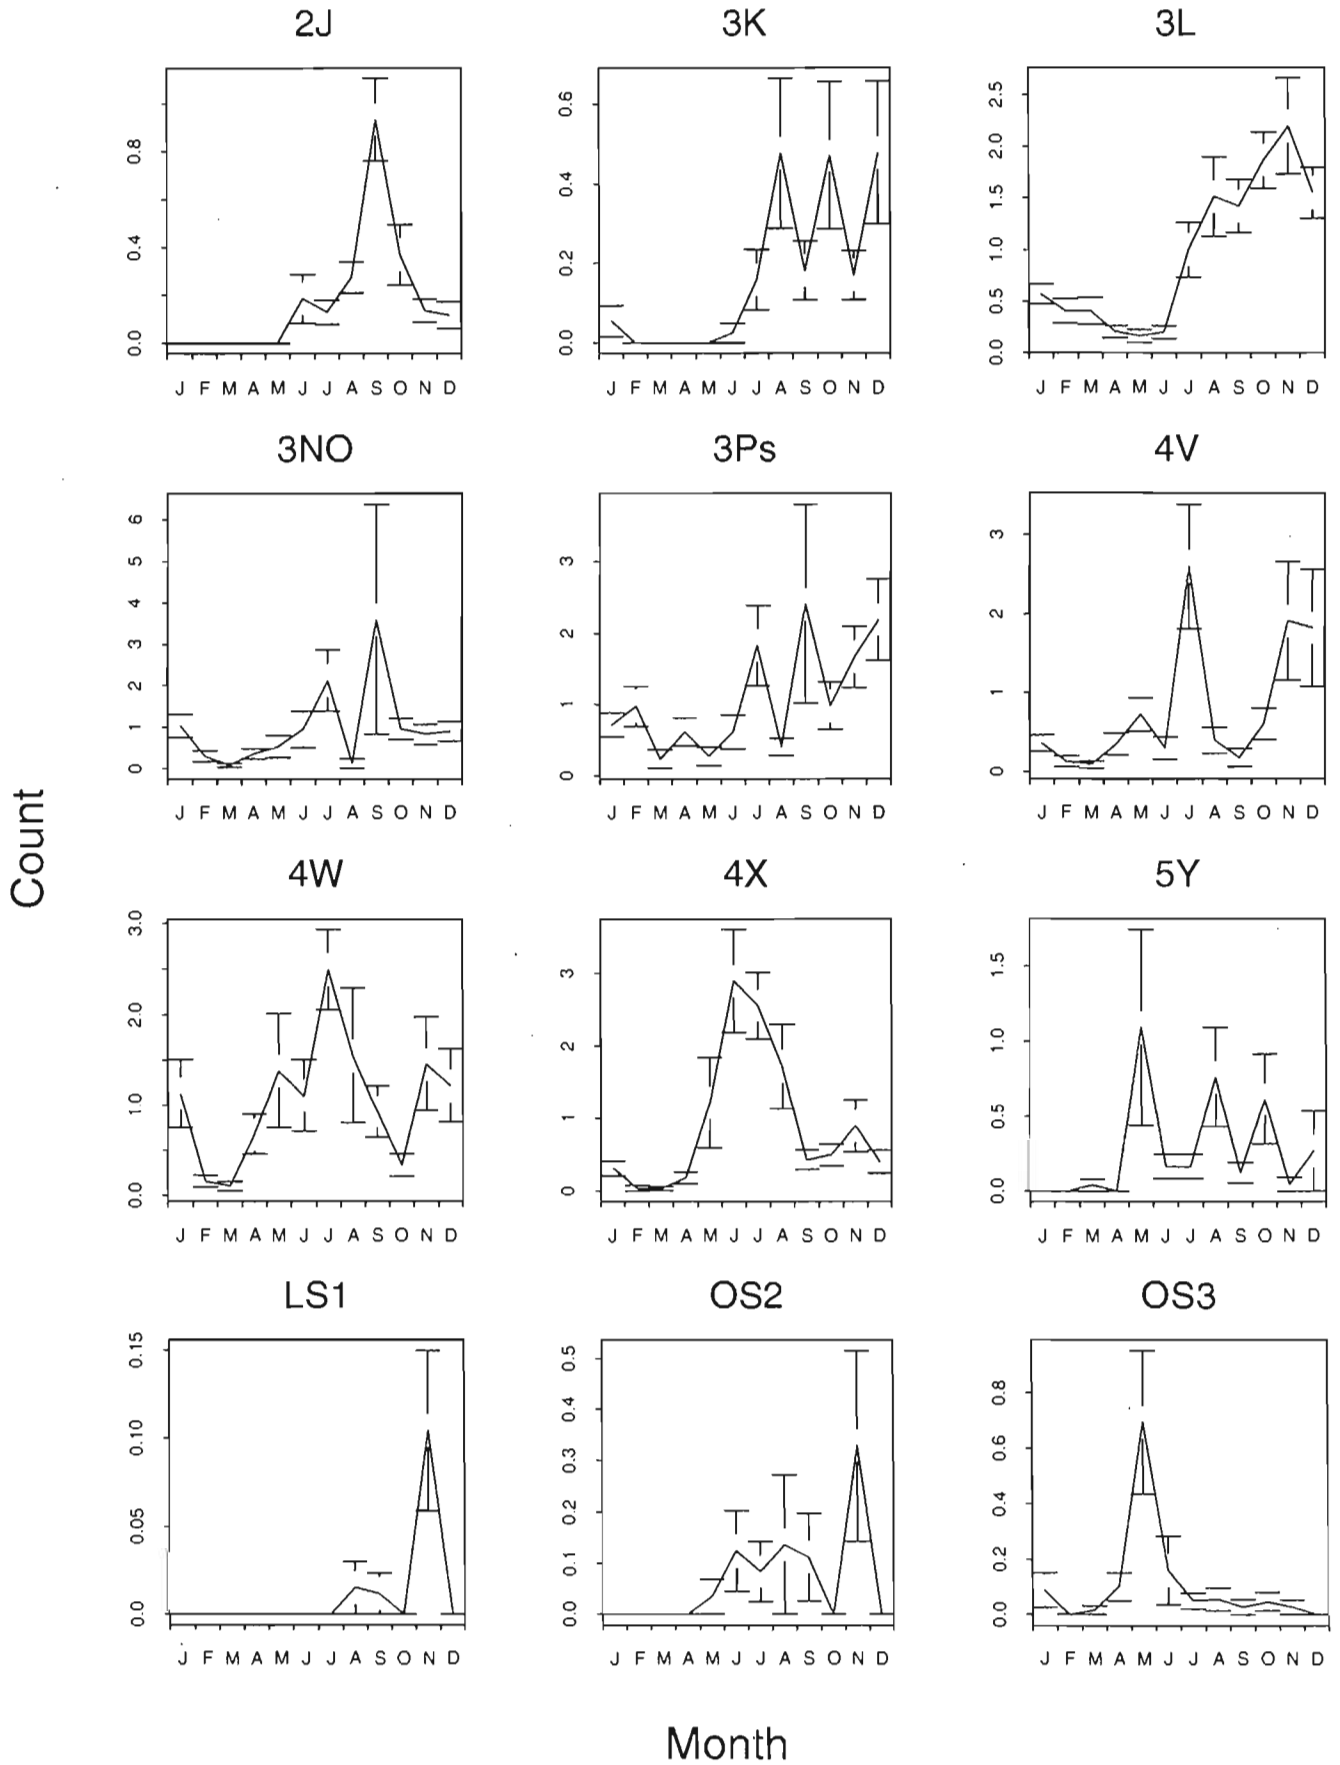 2J 3K 3L
0.0 0.4 0.8
0.0 0.2 0.4 0.6
0.0 0.5 1.0 1.5 2.0 2.5
J F M A M J J A S O N D J F M A M J J A S O N D J F M A M J J A S O N D
3NO 3Ps 4V
0 1 2 3 4 5 6
0 1 2 3
0 1 2 3
J F M A M J J A S O N D J F M A M J J A S O N D J F M A M J J A S O N D
Count
4W 4X 5Y
0.0 1.0 2.0 3.0
0 1 2 3
0.0 0.5 1.0 1.5
J F M A M J J A S O N D J F M A M J J A S O N D J F M A M J J A S O N D
LS1 OS2 OS3
0.0 0.05 0.10 0.15
0.0 0.1 0.2 0.3 0.4 0.5
0.0 0.2 0.4 0.6 0.8
J F M A M J J A S O N D J F M A M J J A S O N D J F M A M J J A S O N D
Month